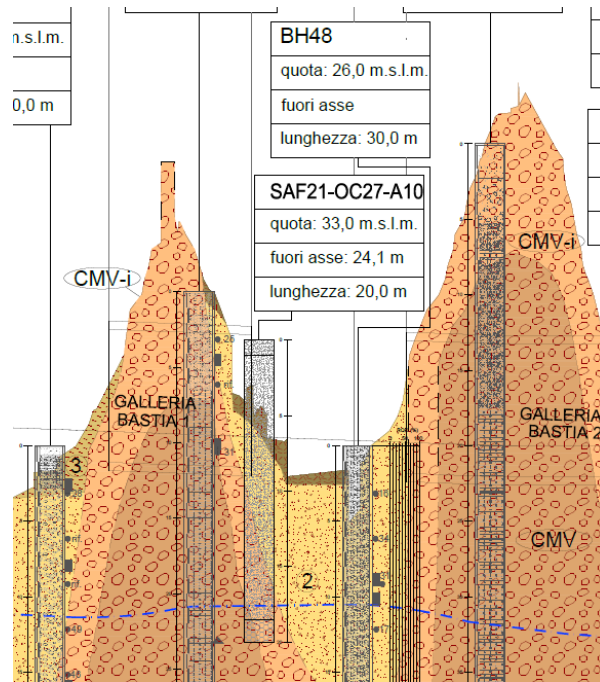 n.s.l.m.
0,0 m
BH48
quota: 26,0 m.s.l.m.
fuori asse
lunghezza: 30,0 m
SAF21-OC27-A10
quota: 33,0 m.s.l.m.
fuori asse: 24,1 m
lunghezza: 20,0 m
CMV-i
CMV-i
GALLERIA
BASTIA 1
GALLERIA
BASTIA 2
3
2
CMV